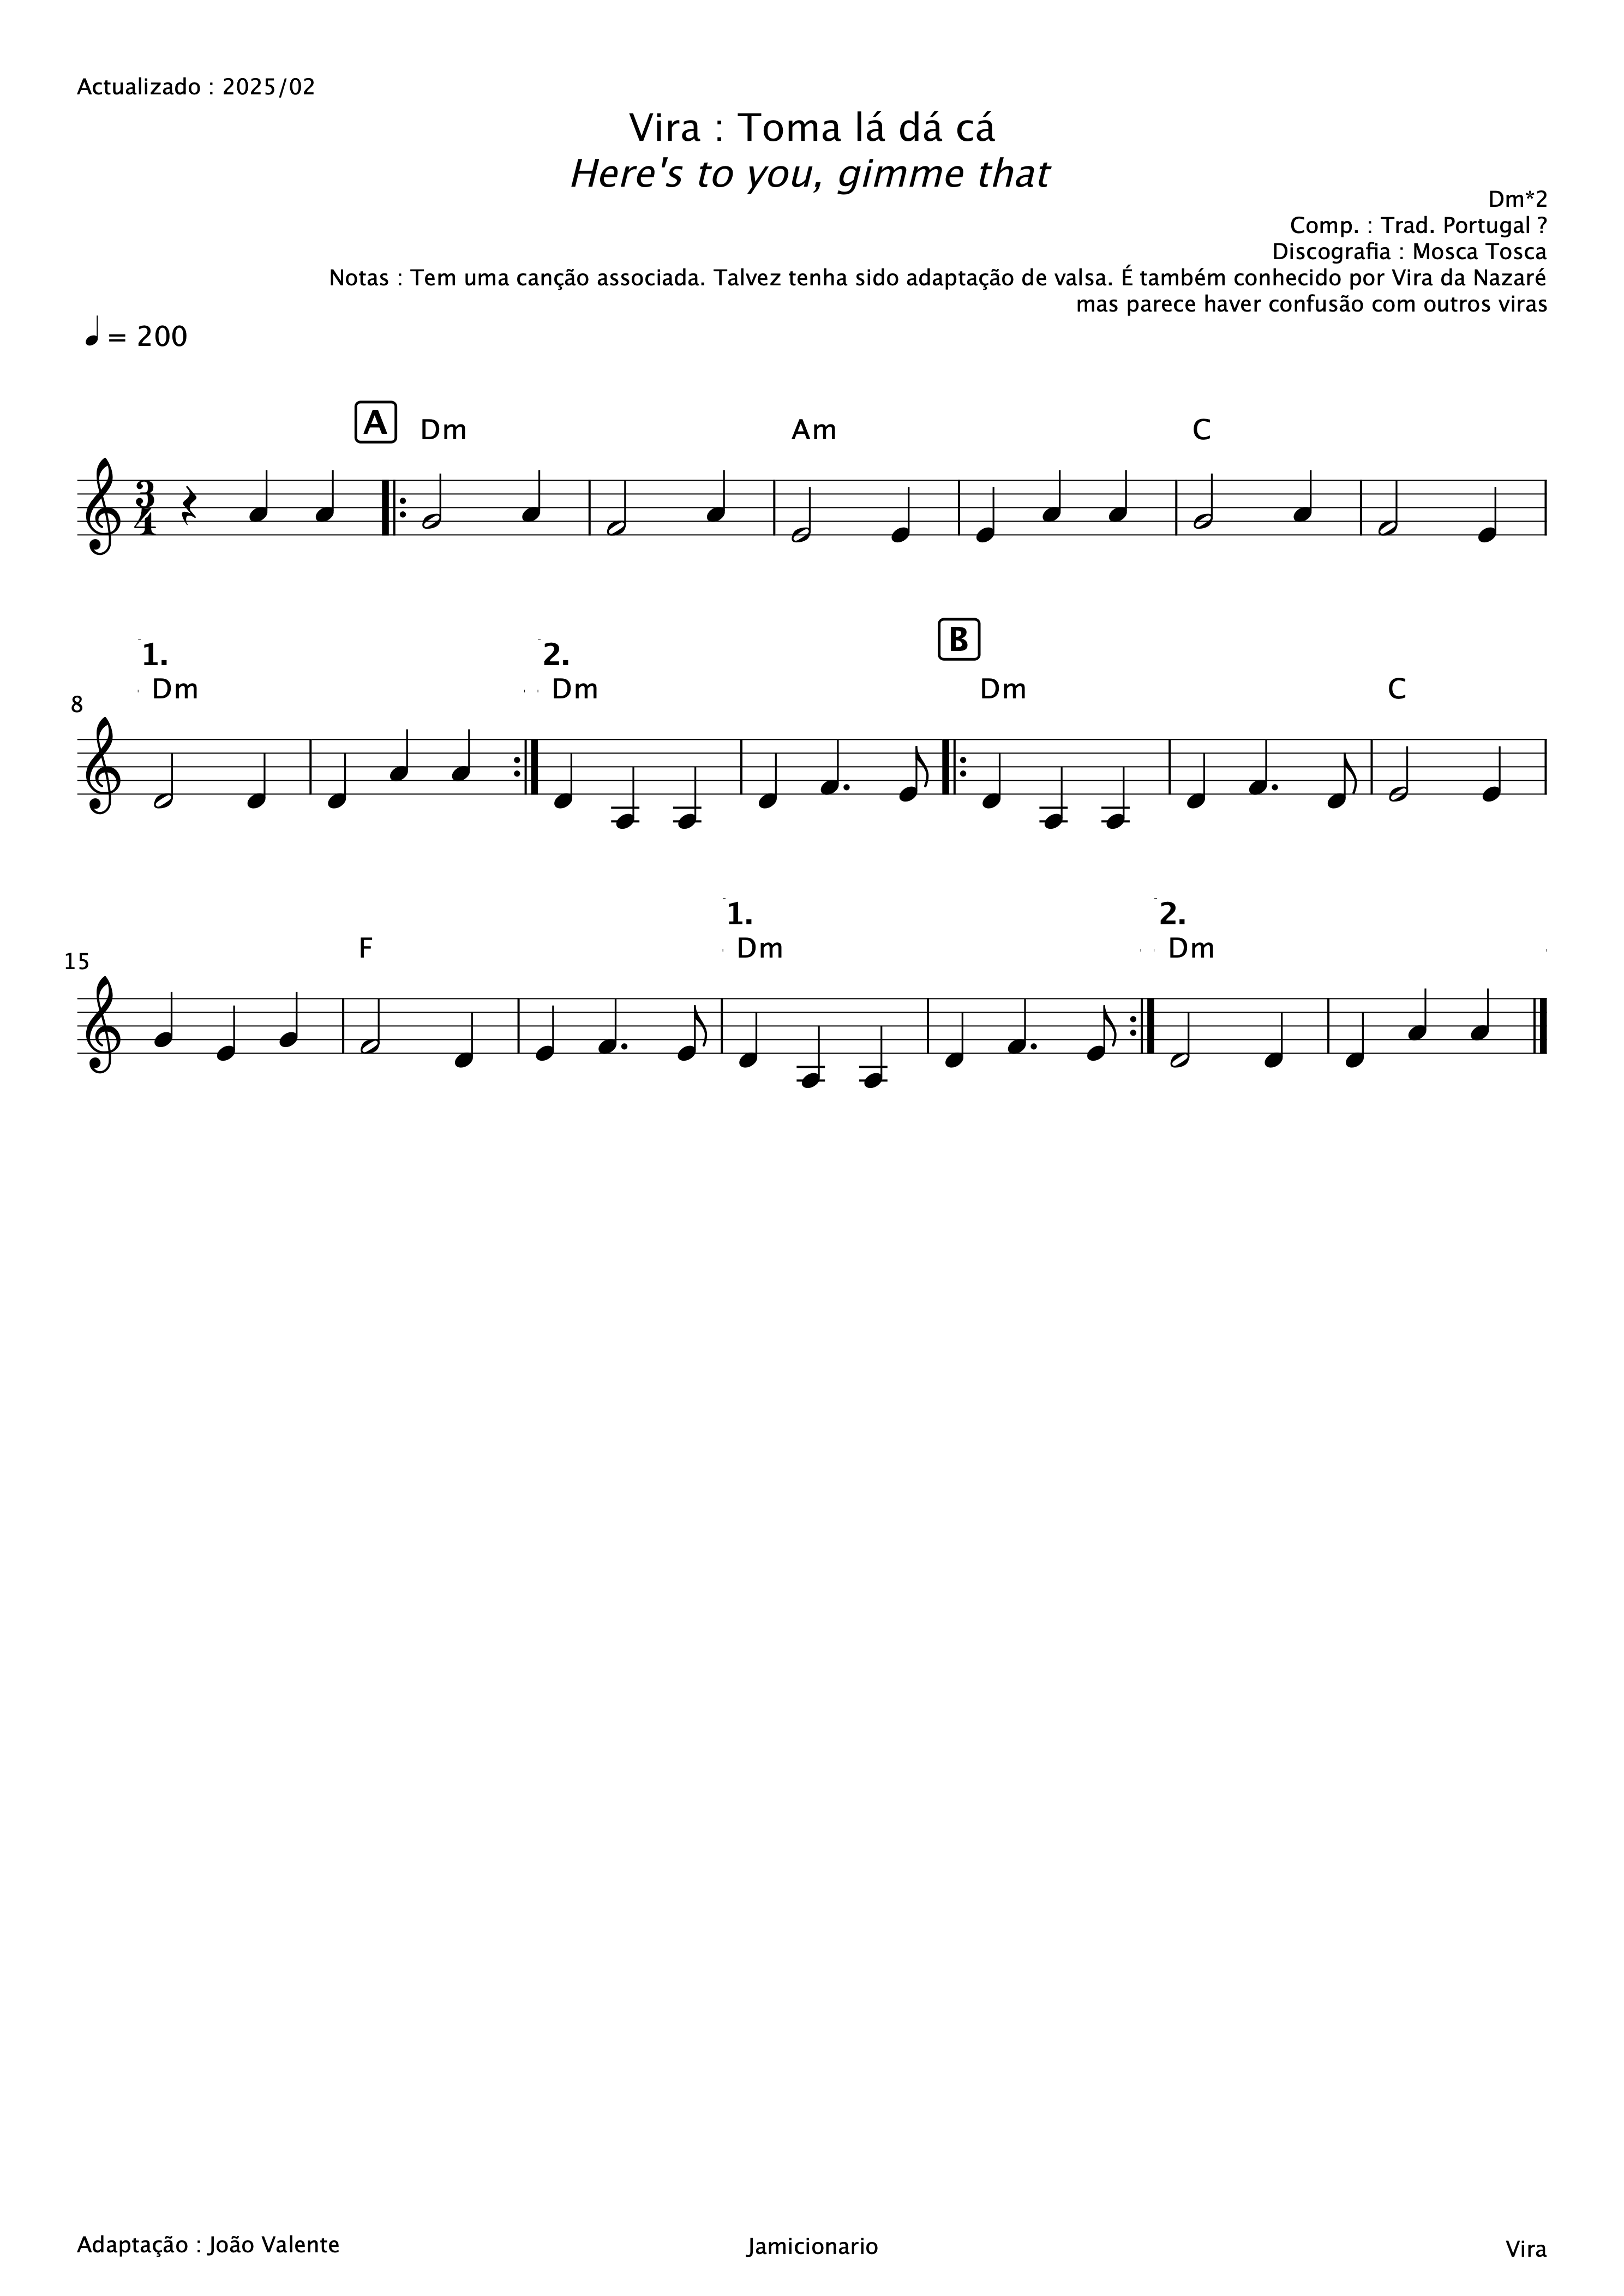 Actualizado : 2025/02
Vira : Toma lá dá cá
Here's to you, gimme that
Dm*2
Comp. : Trad. Portugal ?
Discografia : Mosca Tosca
Notas : Tem uma canção associada. Talvez tenha sido adaptação de valsa. É também conhecido por Vira da Nazaré
mas parece haver confusão com outros viras
= 200
A Dm Am C
3
4
1. 2. B
Dm Dm Dm C
8
1. 2.
F Dm Dm
15
Adaptação : João Valente Jamicionario Vira